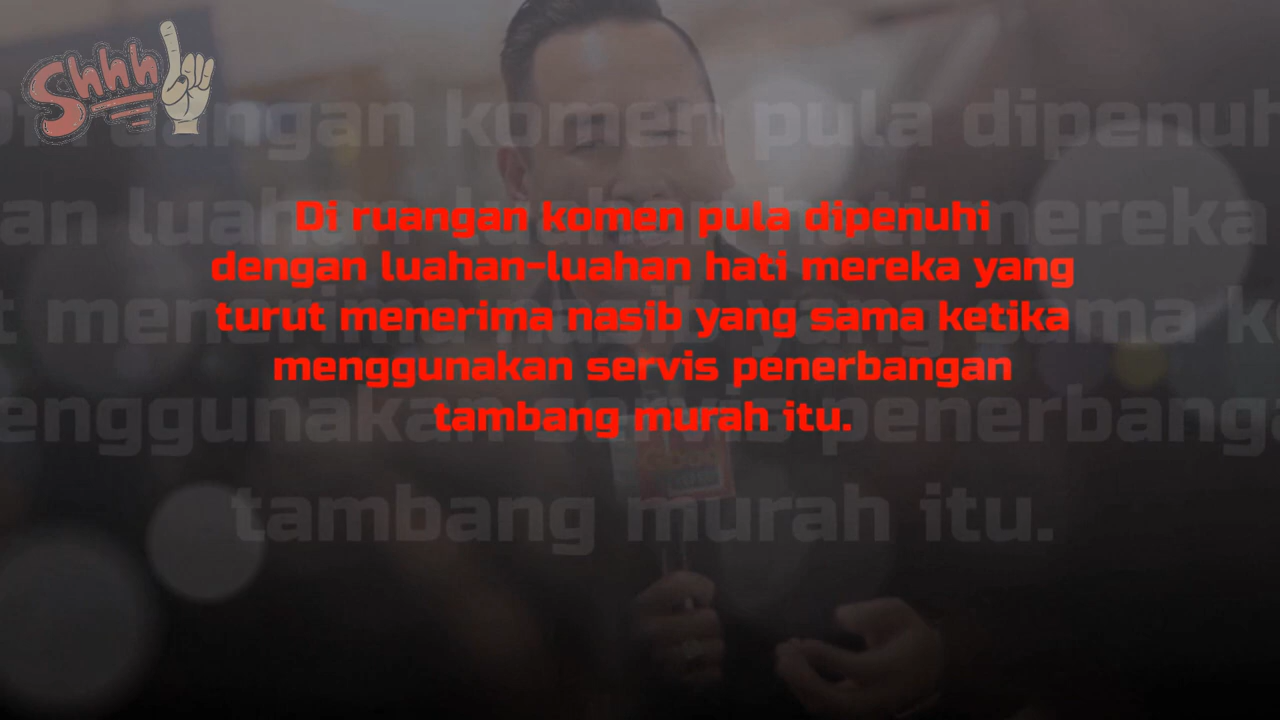 Shhh
Di ruangan komen pula dipenuhi
dengan luahan-luahan hati mereka yang
turut menerima nasib yang sama ketika
menggunakan servis penerbangan
tambang murah itu.